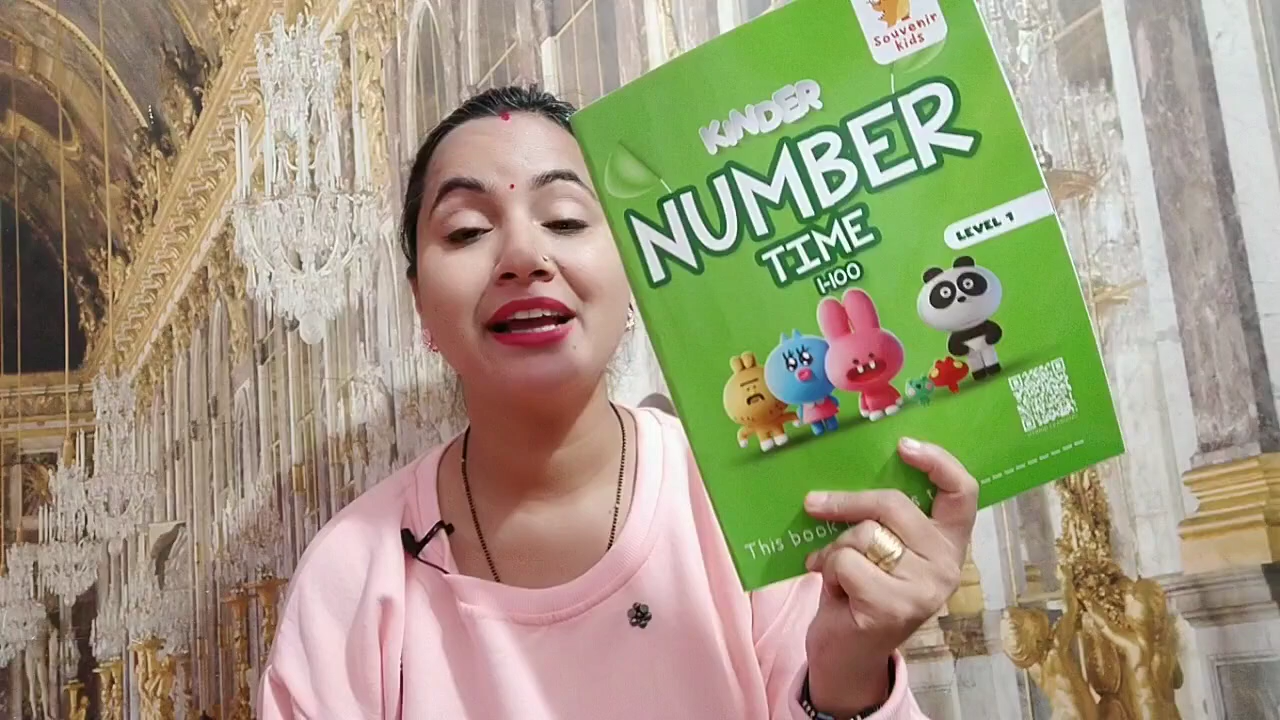 Souvenir
kids
KiNDER
NUMBER
TIME
1-100
LEVEL 1
This book